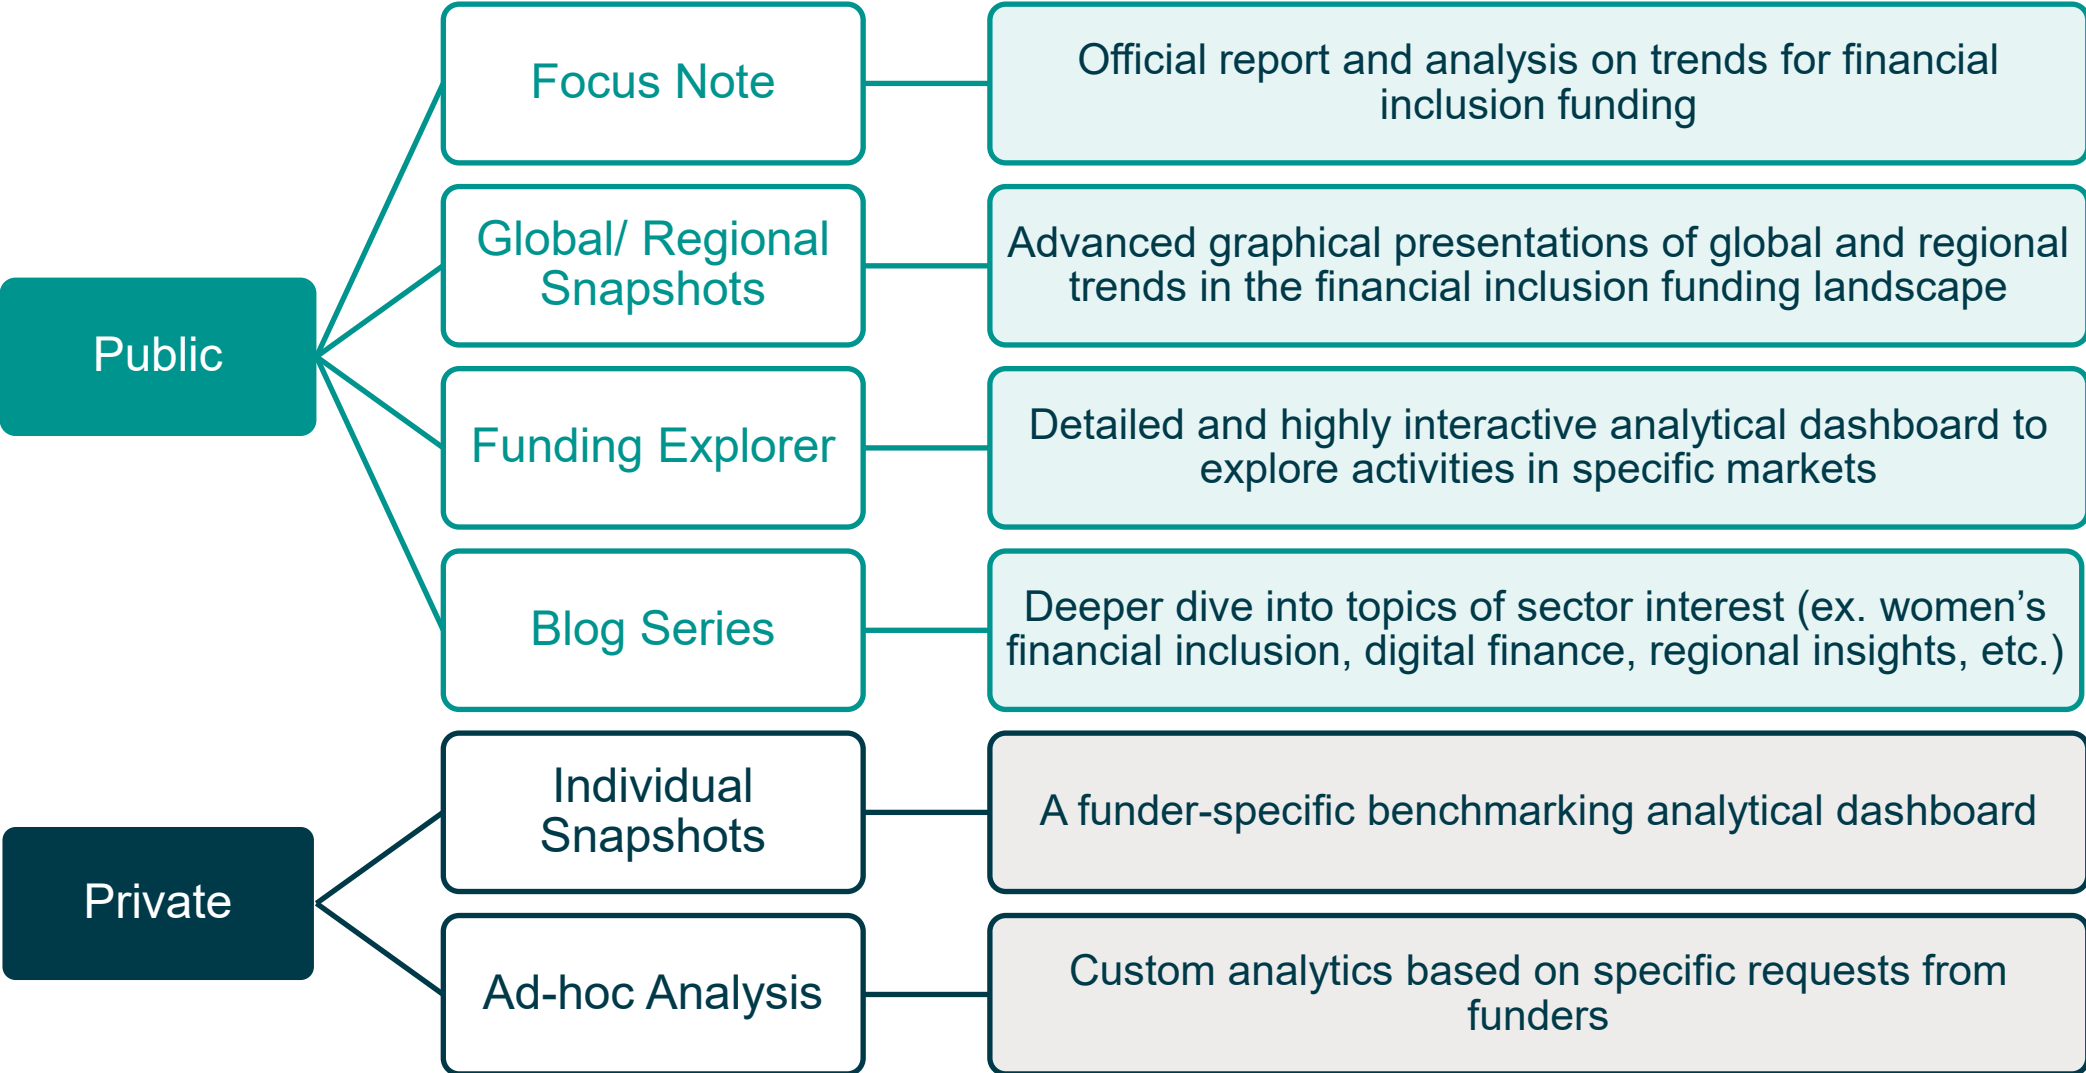 Focus Note
Official report and analysis on trends for financial
inclusion funding
Global/ Regional
Snapshots
Advanced graphical presentations of global and regional
trends in the financial inclusion funding landscape
Public
Funding Explorer
Detailed and highly interactive analytical dashboard to
explore activities in specific markets
Blog Series
Deeper dive into topics of sector interest (ex. women’s
financial inclusion, digital finance, regional insights, etc.)
Individual
Snapshots
A funder-specific benchmarking analytical dashboard
Private
Ad-hoc Analysis
Custom analytics based on specific requests from
funders